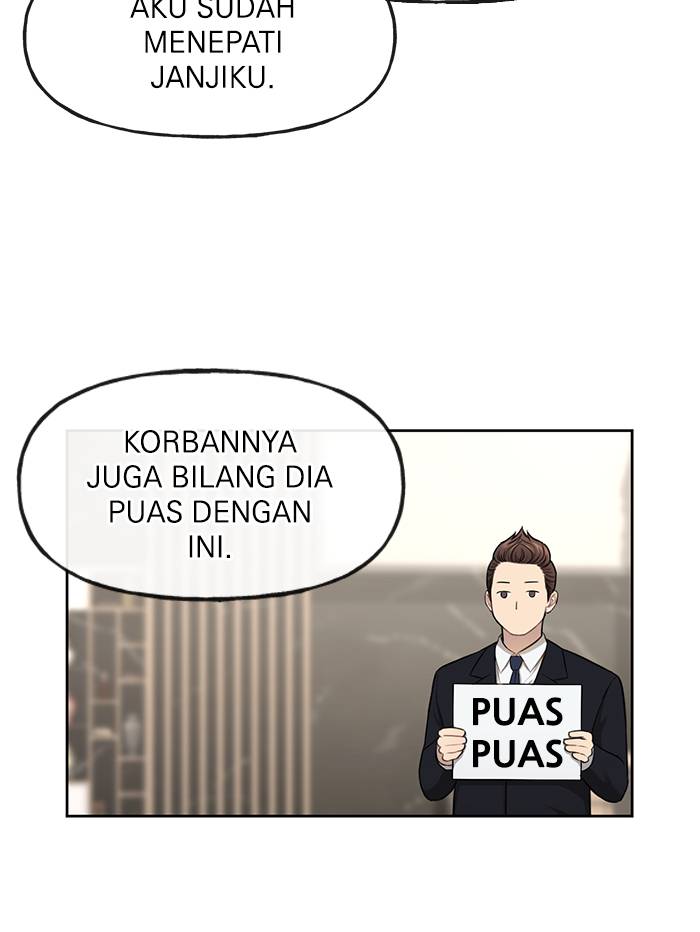 AKU SUDAH
MENEPATI
JANJIKU.
KORBANNYA
JUGA BILANG DIA
PUAS DENGAN
INI.
PUAS
PUAS